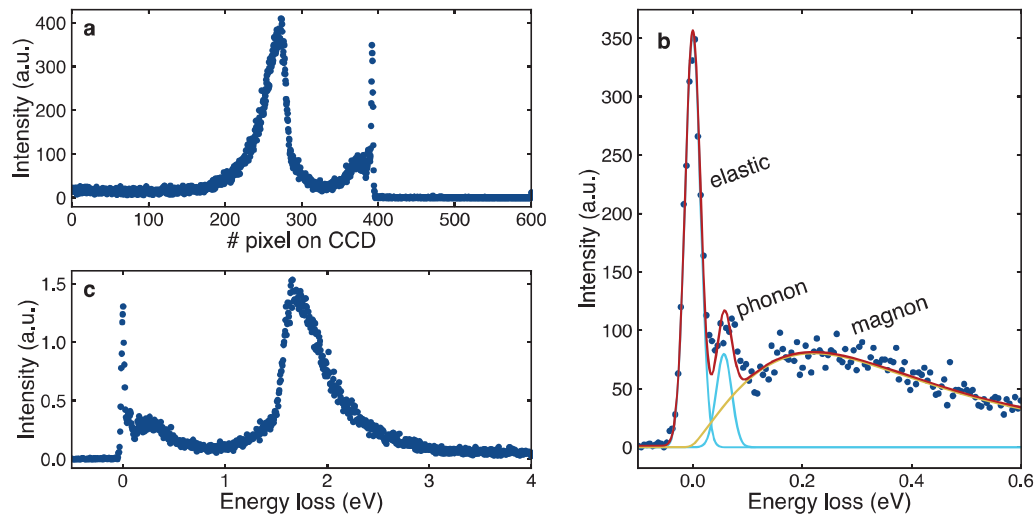 a
Intensity (a.u.)
400
300
200
100
0
0 100 200 300 400 500 600
# pixel on CCD
c
Intensity (a.u.)
1.5
1.0
0.5
0.0
0 1 2 3 4
Energy loss (eV)
b
Intensity (a.u.)
350
300
250
200
150
100
50
0
elastic
phonon
magnon
0.0 0.2 0.4 0.6
Energy loss (eV)